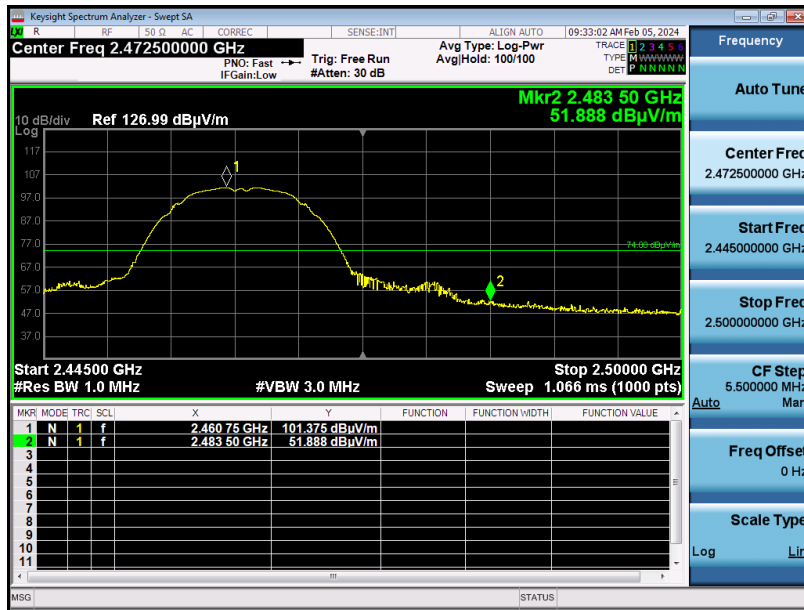 Keysight Spectrum Analyzer - Swept SA
LXI R RF 50 Ω AC CORREC SENSE:INT ALIGN AUTO 09:33:02 AM Feb 05, 2024
Center Freq 2.472500000 GHz
PNO: Fast
IFGain:Low
Trig: Free Run
#Atten: 30 dB
Avg Type: Log-Pwr
Avg|Hold: 100/100
TRACE 1 2 3 4 5 6
TYPE M WWWWW
DET P N N N N N
Mkr2 2.483 50 GHz
51.888 dBµV/m
10 dB/div Ref 126.99 dBµV/m
Log
117
107
97.0
87.0
77.0
67.0
57.0
47.0
37.0
1
74.00 dBµV/m
2
Start 2.44500 GHz Stop 2.50000 GHz
#Res BW 1.0 MHz #VBW 3.0 MHz Sweep 1.066 ms (1000 pts)
MKR MODE TRC SCL X Y FUNCTION FUNCTION WIDTH FUNCTION VALUE
1 N 1 f 2.460 75 GHz 101.375 dBµV/m
2 N 1 f 2.483 50 GHz 51.888 dBµV/m
3
4
5
6
7
8
9
10
11
MSG STATUS
Frequency
Auto Tune
Center Freq
2.472500000 GHz
Start Freq
2.445000000 GHz
Stop Freq
2.500000000 GHz
CF Step
5.500000 MHz
Auto Man
Freq Offset
0 Hz
Scale Type
Log Lin